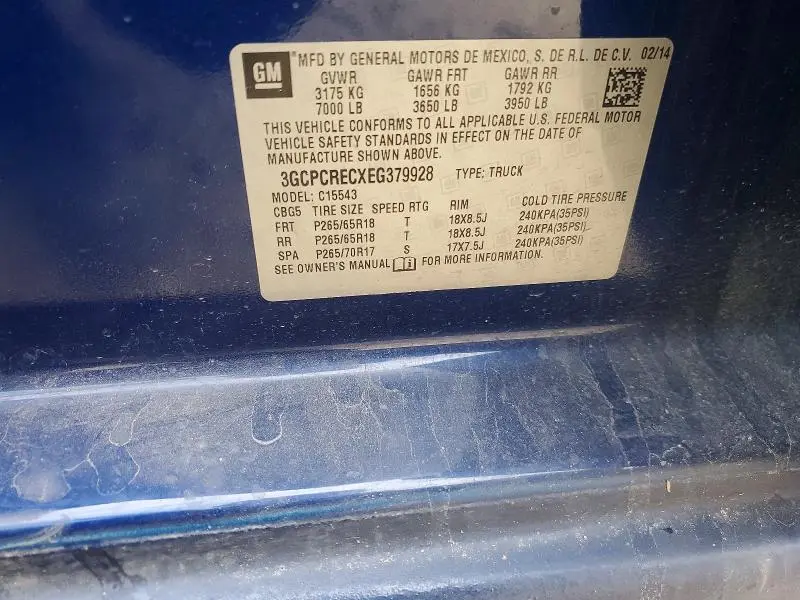 GM
®MFD BY GENERAL MOTORS DE MEXICO, S. DE R.L. DE C.V. 02/14
GVWR GAWR FRT GAWR RR
3175 KG 1656 KG 1792 KG
7000 LB 3650 LB 3950 LB
THIS VEHICLE CONFORMS TO ALL APPLICABLE U.S. FEDERAL MOTOR
VEHICLE SAFETY STANDARDS IN EFFECT ON THE DATE OF
MANUFACTURE SHOWN ABOVE.
3GCPCRECXEG379928 TYPE: TRUCK
MODEL: C15543
CBG5 TIRE SIZE SPEED RTG RIM COLD TIRE PRESSURE
FRT P265/65R18 T 18X8.5J 240KPA(35PSI)
RR P265/65R18 T 18X8.5J 240KPA(35PSI)
SPA P265/70R17 S 17X7.5J 240KPA(35PSI)
SEE OWNER'S MANUAL FOR MORE INFORMATION.